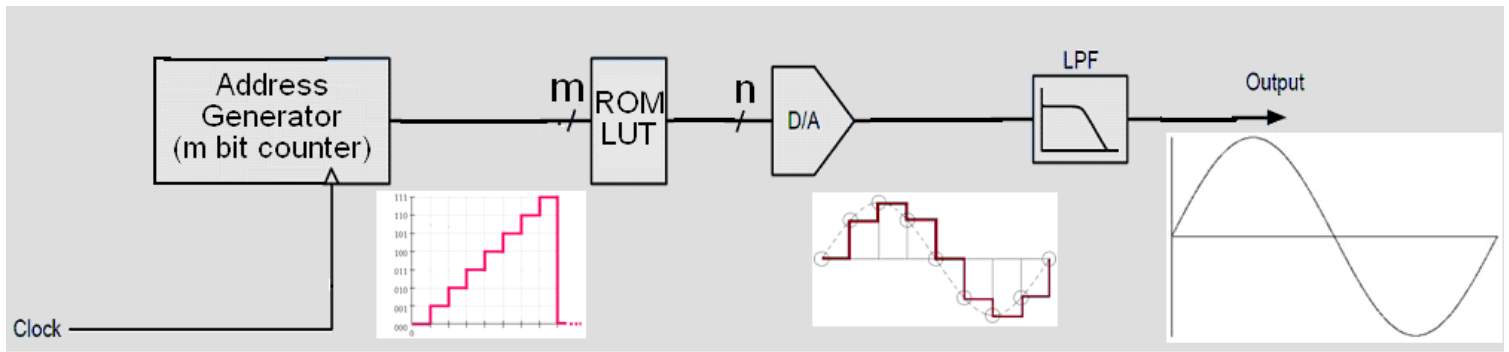 Address
Generator
(m bit counter)
m
ROM
LUT
n
D/A
LPF
Output
111
110
101
100
011
010
001
000
0
Clock